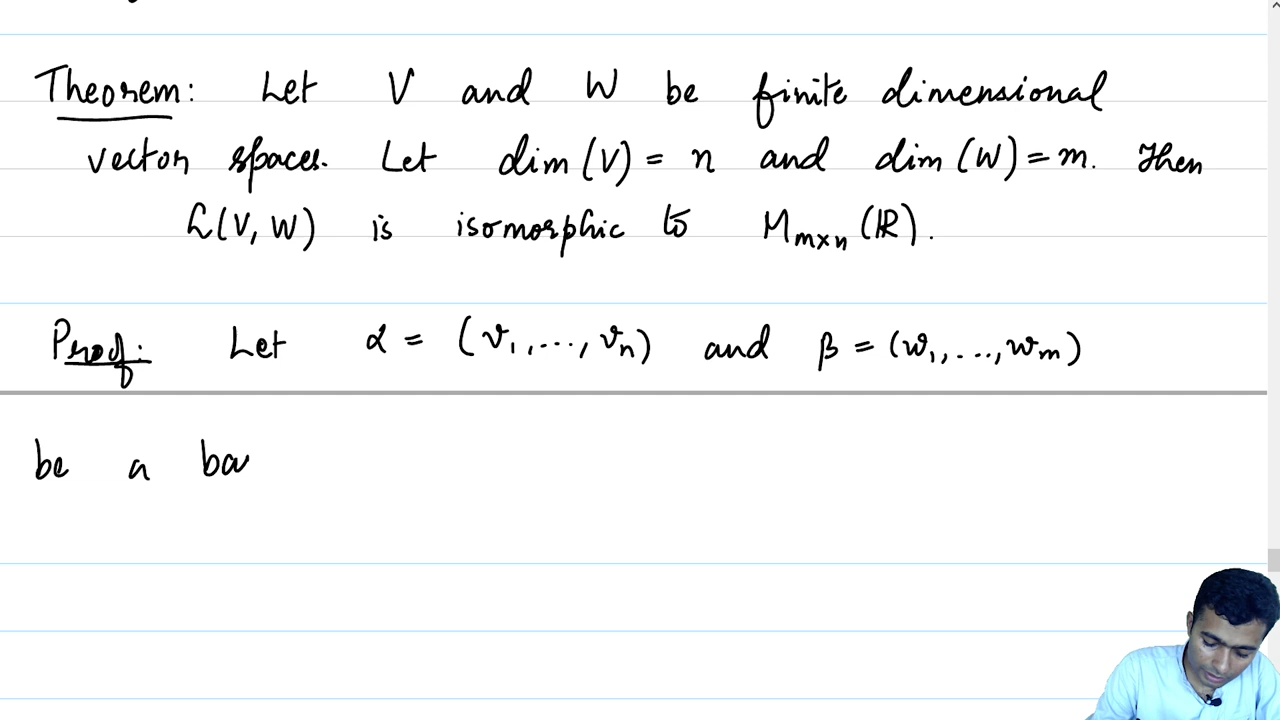 Theorem: Let V and W be finite dimensional
vector spaces. Let dim (V) = n and dim (W) = m. Then
L(V, W) is isomorphic to M_{m×n} (ℝ).
Proof: Let α = (v₁, ..., vₙ) and β = (w₁, ..., wₘ)
be a ba